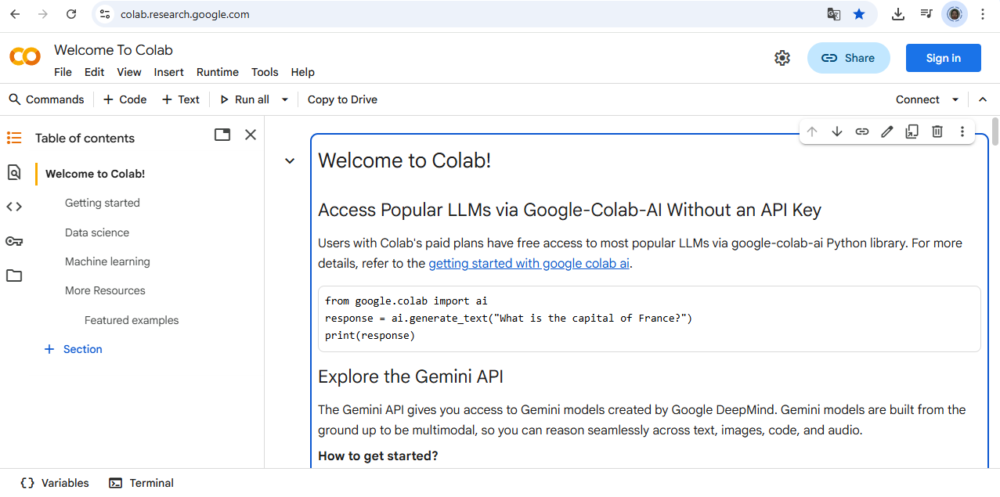 colab.research.google.com
Welcome To Colab
File Edit View Insert Runtime Tools Help
Share
Sign in
Commands + Code + Text Run all Copy to Drive
Connect
Table of contents
Welcome to Colab!
Getting started
Data science
Machine learning
More Resources
Featured examples
+ Section
Welcome to Colab!
Access Popular LLMs via Google-Colab-AI Without an API Key
Users with Colab's paid plans have free access to most popular LLMs via google-colab-ai Python library. For more
details, refer to the getting started with google colab ai.
from google.colab import ai
response = ai.generate_text("What is the capital of France?")
print(response)
Explore the Gemini API
The Gemini API gives you access to Gemini models created by Google DeepMind. Gemini models are built from the
ground up to be multimodal, so you can reason seamlessly across text, images, code, and audio.
How to get started?
Variables Terminal